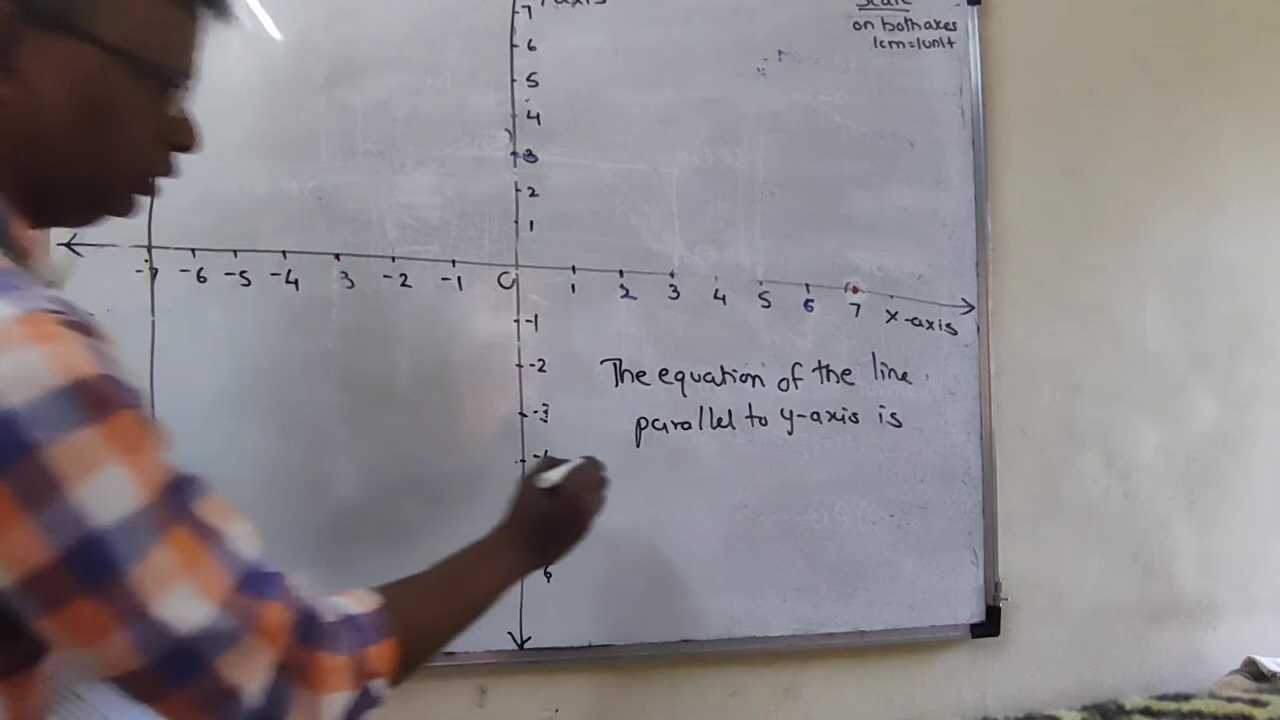 Scale
on both axes
1cm=1unit
axis
7
6
5
4
3
2
1
-7 -6 -5 -4 3 -2 -1 O 1 2 3 4 5 6 7 X-axis
-1
-2
-3
6
The equation of the line
parallel to y-axis is